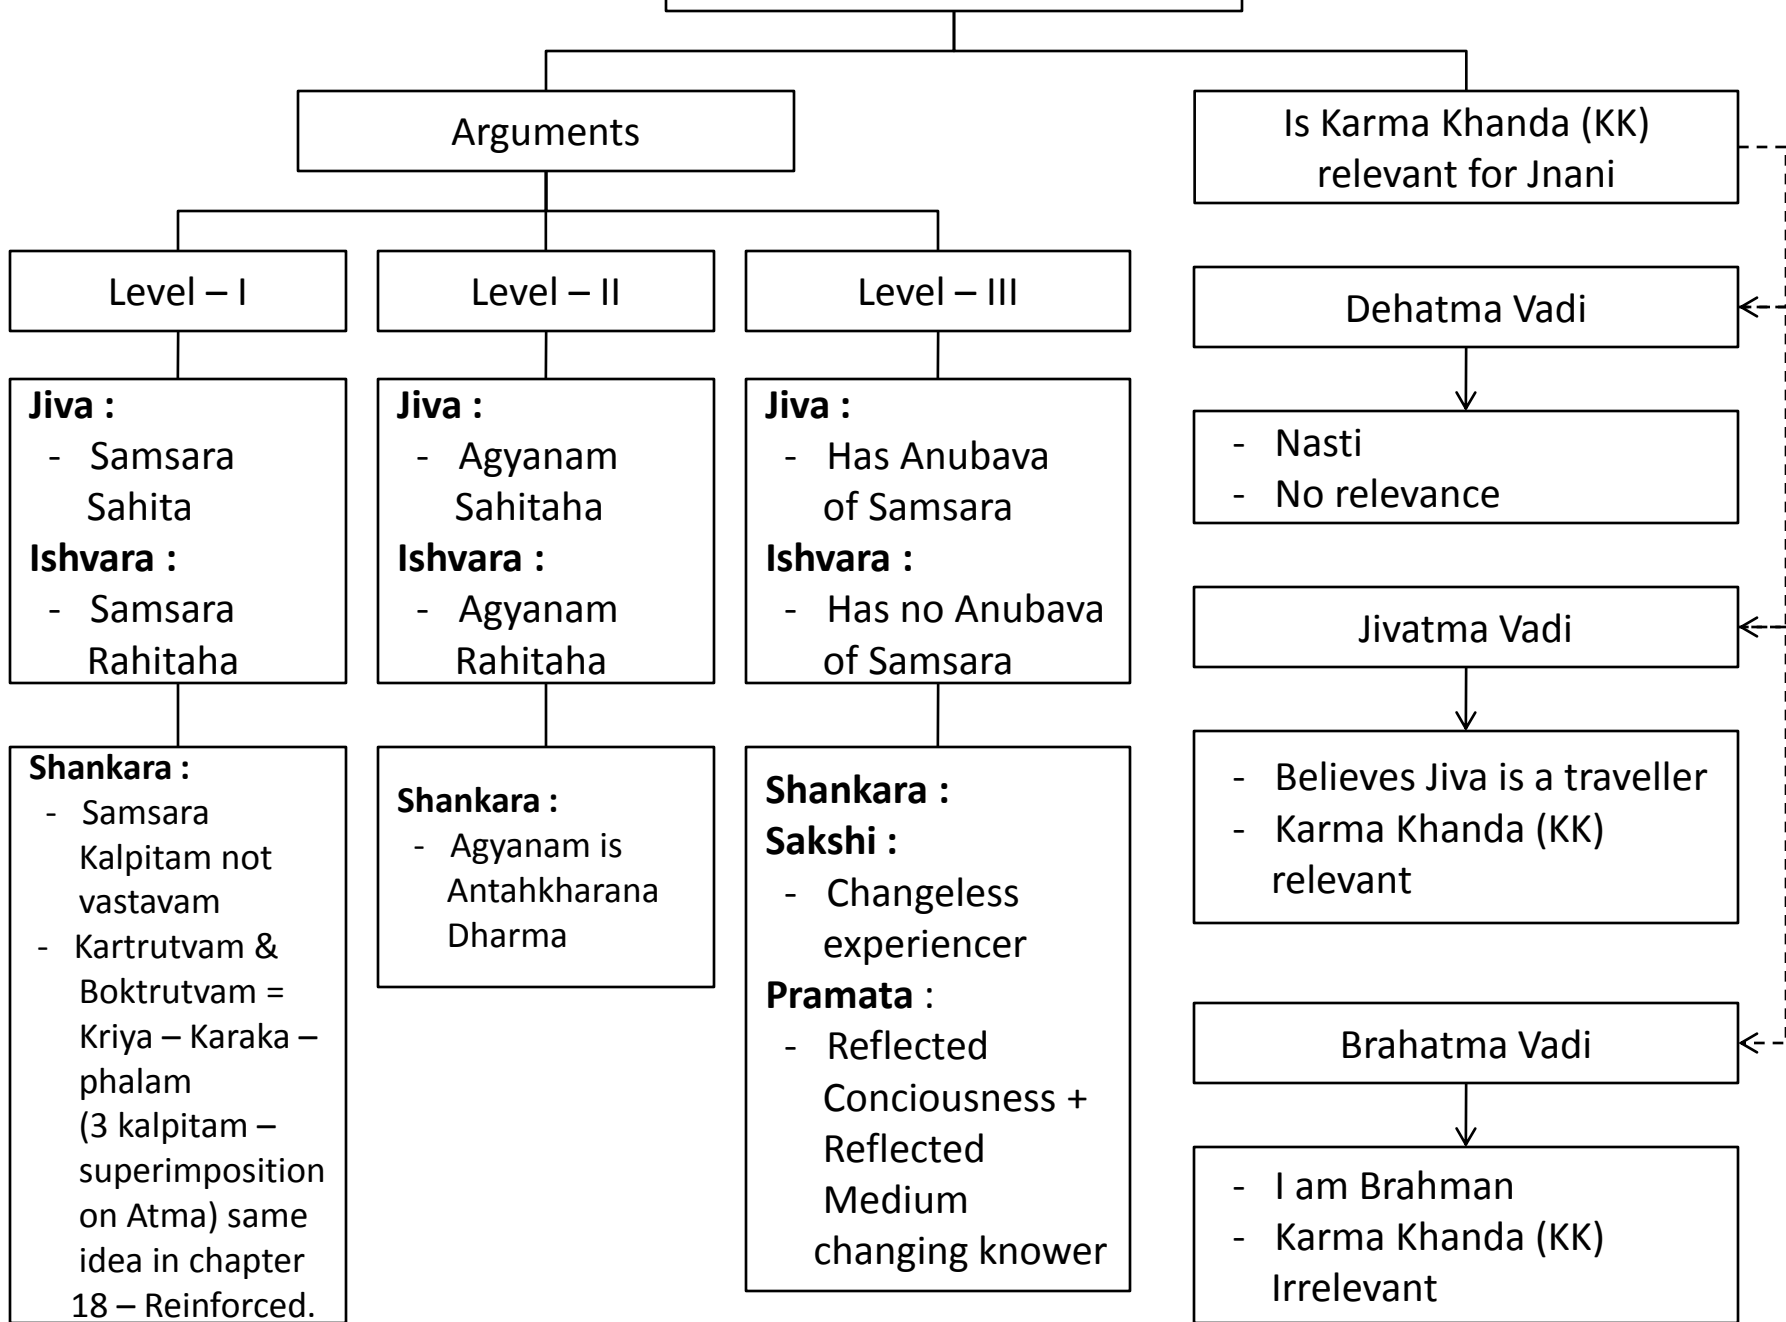 Arguments
Level – I
Jiva :
- Samsara
Sahita
Ishvara :
- Samsara
Rahitaha
Shankara :
- Samsara
Kalpitam not
vastavam
- Kartrutvam &
Boktrutvam =
Kriya – Karaka –
phalam
(3 kalpitam –
superimposition
on Atma) same
idea in chapter
18 – Reinforced.
Level – II
Jiva :
- Agyanam
Sahitaha
Ishvara :
- Agyanam
Rahitaha
Shankara :
- Agyanam is
Antahkharana
Dharma
Level – III
Jiva :
- Has Anubava
of Samsara
Ishvara :
- Has no Anubava
of Samsara
Shankara :
Sakshi :
- Changeless
experiencer
Pramata :
- Reflected
Conciousness +
Reflected
Medium
changing knower
Is Karma Khanda (KK)
relevant for Jnani
Dehatma Vadi
- Nasti
- No relevance
Jivatma Vadi
- Believes Jiva is a traveller
- Karma Khanda (KK)
relevant
Brahatma Vadi
- I am Brahman
- Karma Khanda (KK)
Irrelevant